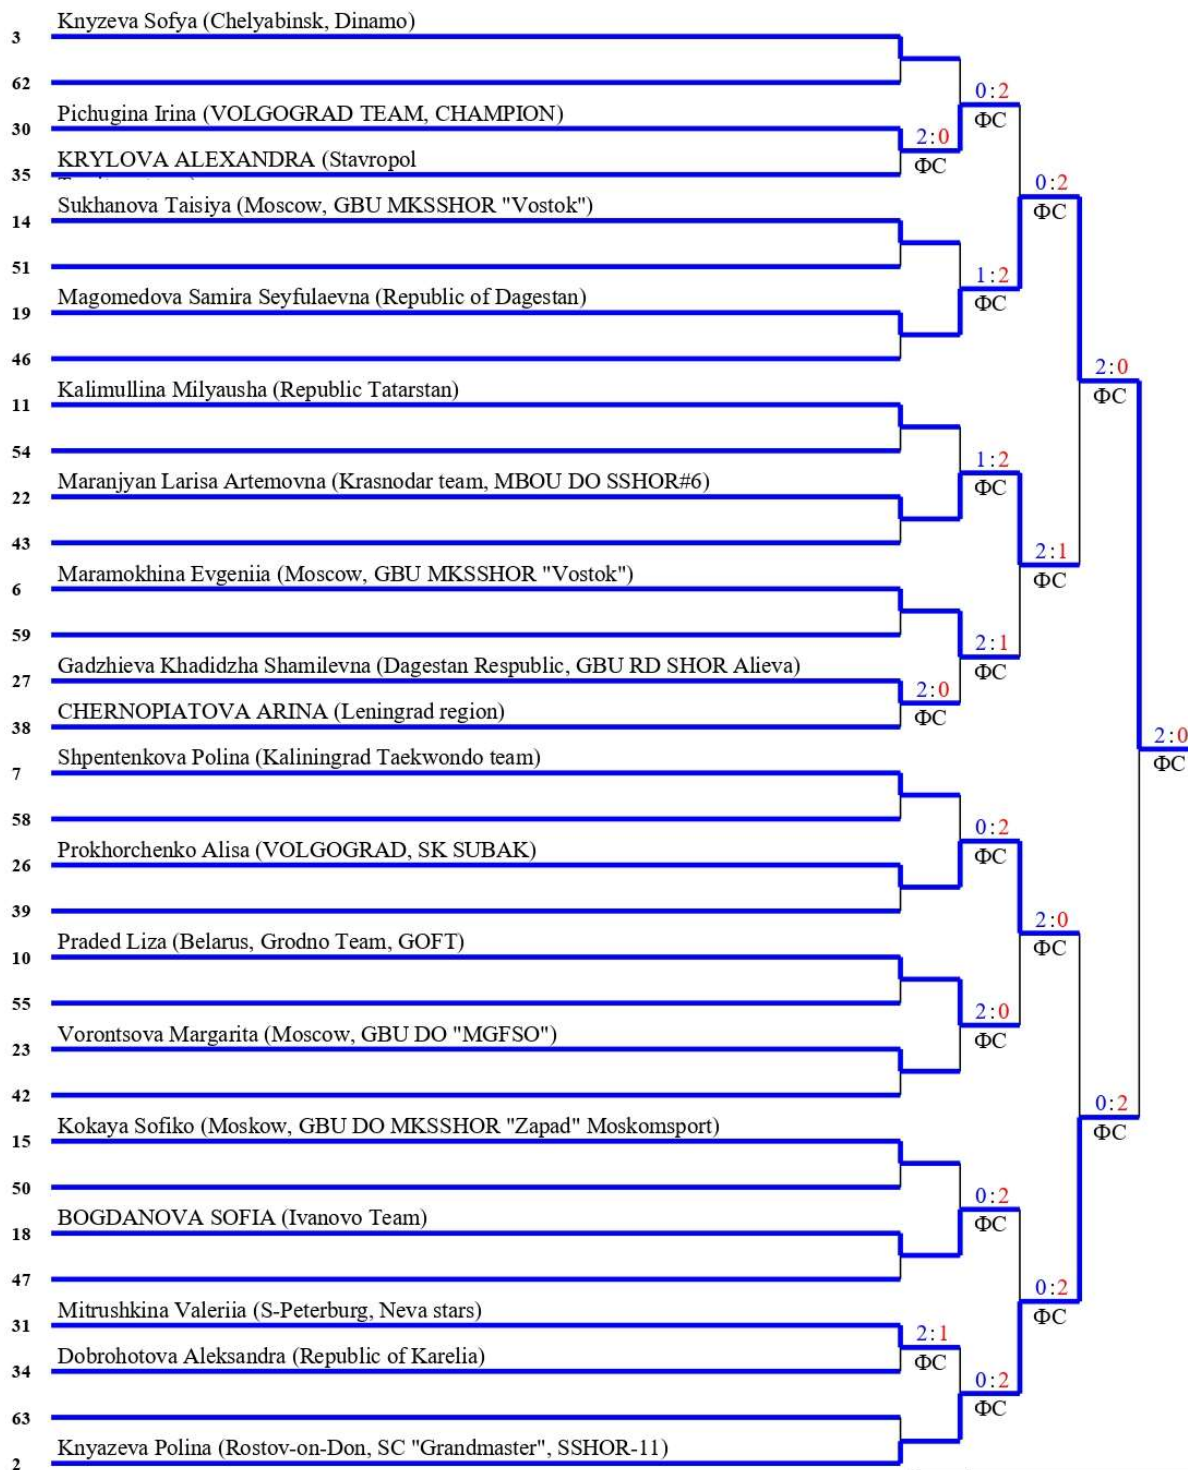 Knyzeva Sofya (Chelyabinsk, Dinamo)
3
62
0:2
ФС
Pichugina Irina (VOLGOGRAD TEAM, CHAMPION)
30
2:0
ФС
KRYLOVA ALEXANDRA (Stavropol
35
0:2
ФС
Sukhanova Taisiya (Moscow, GBU MKSSHOR "Vostok")
14
51
1:2
ФС
Magomedova Samira Seyfulaevna (Republic of Dagestan)
19
46
2:0
ФС
Kalimullina Milyausha (Republic Tatarstan)
11
54
1:2
ФС
Maranjyan Larisa Artemovna (Krasnodar team, MBOU DO SSHOR#6)
22
43
2:1
ФС
Maramokhina Evgeniia (Moscow, GBU MKSSHOR "Vostok")
6
59
2:1
ФС
Gadzhieva Khadidzha Shamilevna (Dagestan Respublic, GBU RD SHOR Alieva)
27
2:0
ФС
CHERNOPIATOVA ARINA (Leningrad region)
38
2:0
ФС
Shpentenkova Polina (Kaliningrad Taekwondo team)
7
58
0:2
ФС
Prokhorchenko Alisa (VOLGOGRAD, SK SUBAK)
26
39
2:0
ФС
Praded Liza (Belarus, Grodno Team, GOFT)
10
55
2:0
ФС
Vorontsova Margarita (Moscow, GBU DO "MGFSO")
23
42
0:2
ФС
Kokaya Sofiko (Moskow, GBU DO MKSSHOR "Zapad" Moskomsport)
15
50
0:2
ФС
BOGDANOVA SOFIA (Ivanovo Team)
18
47
0:2
ФС
Mitrushkina Valeriia (S-Peterburg, Neva stars)
31
2:1
ФС
Dobrohotova Aleksandra (Republic of Karelia)
34
0:2
ФС
63
Knyazeva Polina (Rostov-on-Don, SC "Grandmaster", SSHOR-11)
2